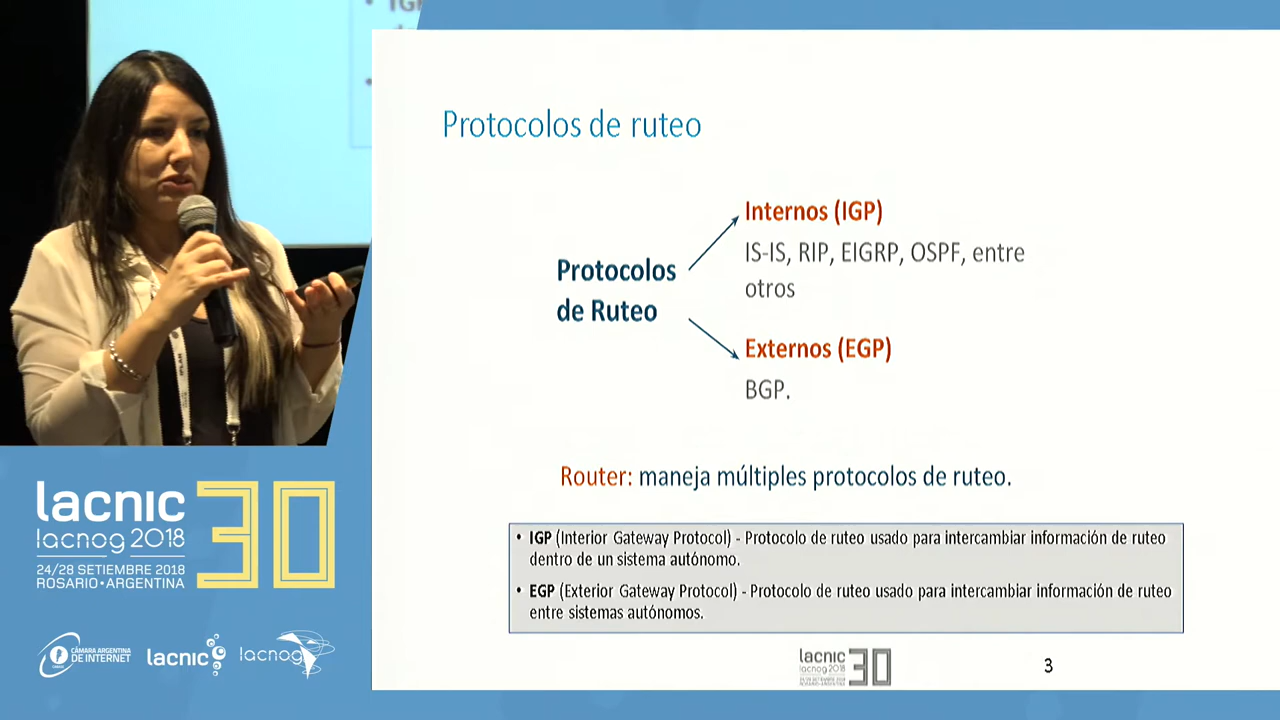 IGP
Protocolos de ruteo
Internos (IGP)
IS-IS, RIP, EIGRP, OSPF, entre
otros
Protocolos
de Ruteo
Externos (EGP)
BGP.
Router: maneja múltiples protocolos de ruteo.
• IGP (Interior Gateway Protocol) - Protocolo de ruteo usado para intercambiar información de ruteo
dentro de un sistema autónomo.
• EGP (Exterior Gateway Protocol) - Protocolo de ruteo usado para intercambiar información de ruteo
entre sistemas autónomos.
lacnic 30
lacnog 2018
3
lacnic 30
lacnog 2018
24/28 SETIEMBRE 2018
ROSARIO•ARGENTINA
CÁMARA ARGENTINA
DE INTERNET
lacnic
lacnog